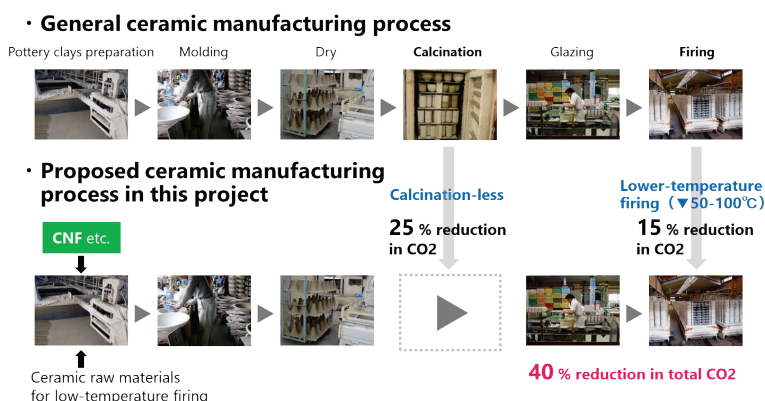 ・General ceramic manufacturing process
Pottery clays preparation
Molding
Dry
Calcination
Glazing
Firing
・Proposed ceramic manufacturing
process in this project
Calcination-less
25 % reduction
in CO2
Lower-temperature
firing（▼50-100℃）
15 % reduction
in CO2
CNF etc.
Ceramic raw materials
for low-temperature firing
40 % reduction in total CO2